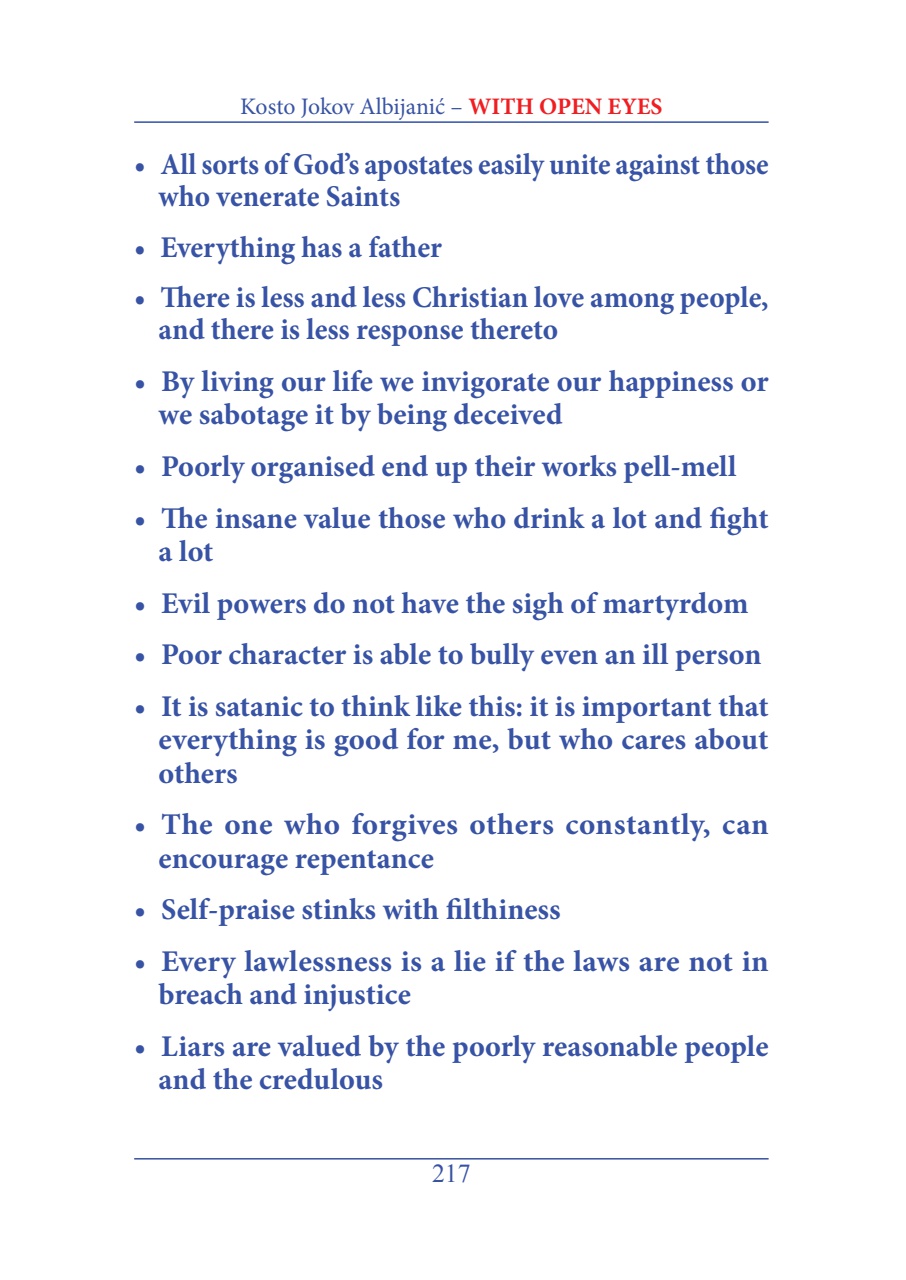 Kosto Jokov Albijanić – WITH OPEN EYES
• All sorts of God’s apostates easily unite against those
who venerate Saints
• Everything has a father
• There is less and less Christian love among people,
and there is less response thereto
• By living our life we invigorate our happiness or
we sabotage it by being deceived
• Poorly organised end up their works pell-mell
• The insane value those who drink a lot and fight
a lot
• Evil powers do not have the sigh of martyrdom
• Poor character is able to bully even an ill person
• It is satanic to think like this: it is important that
everything is good for me, but who cares about
others
• The one who forgives others constantly, can
encourage repentance
• Self-praise stinks with filthiness
• Every lawlessness is a lie if the laws are not in
breach and injustice
• Liars are valued by the poorly reasonable people
and the credulous
217